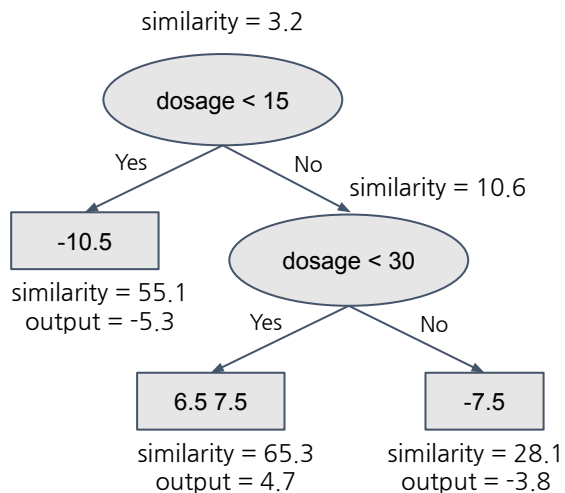 similarity = 3.2
dosage < 15
Yes
No
similarity = 10.6
-10.5
dosage < 30
similarity = 55.1
output = -5.3
Yes
No
6.5 7.5
-7.5
similarity = 65.3
output = 4.7
similarity = 28.1
output = -3.8